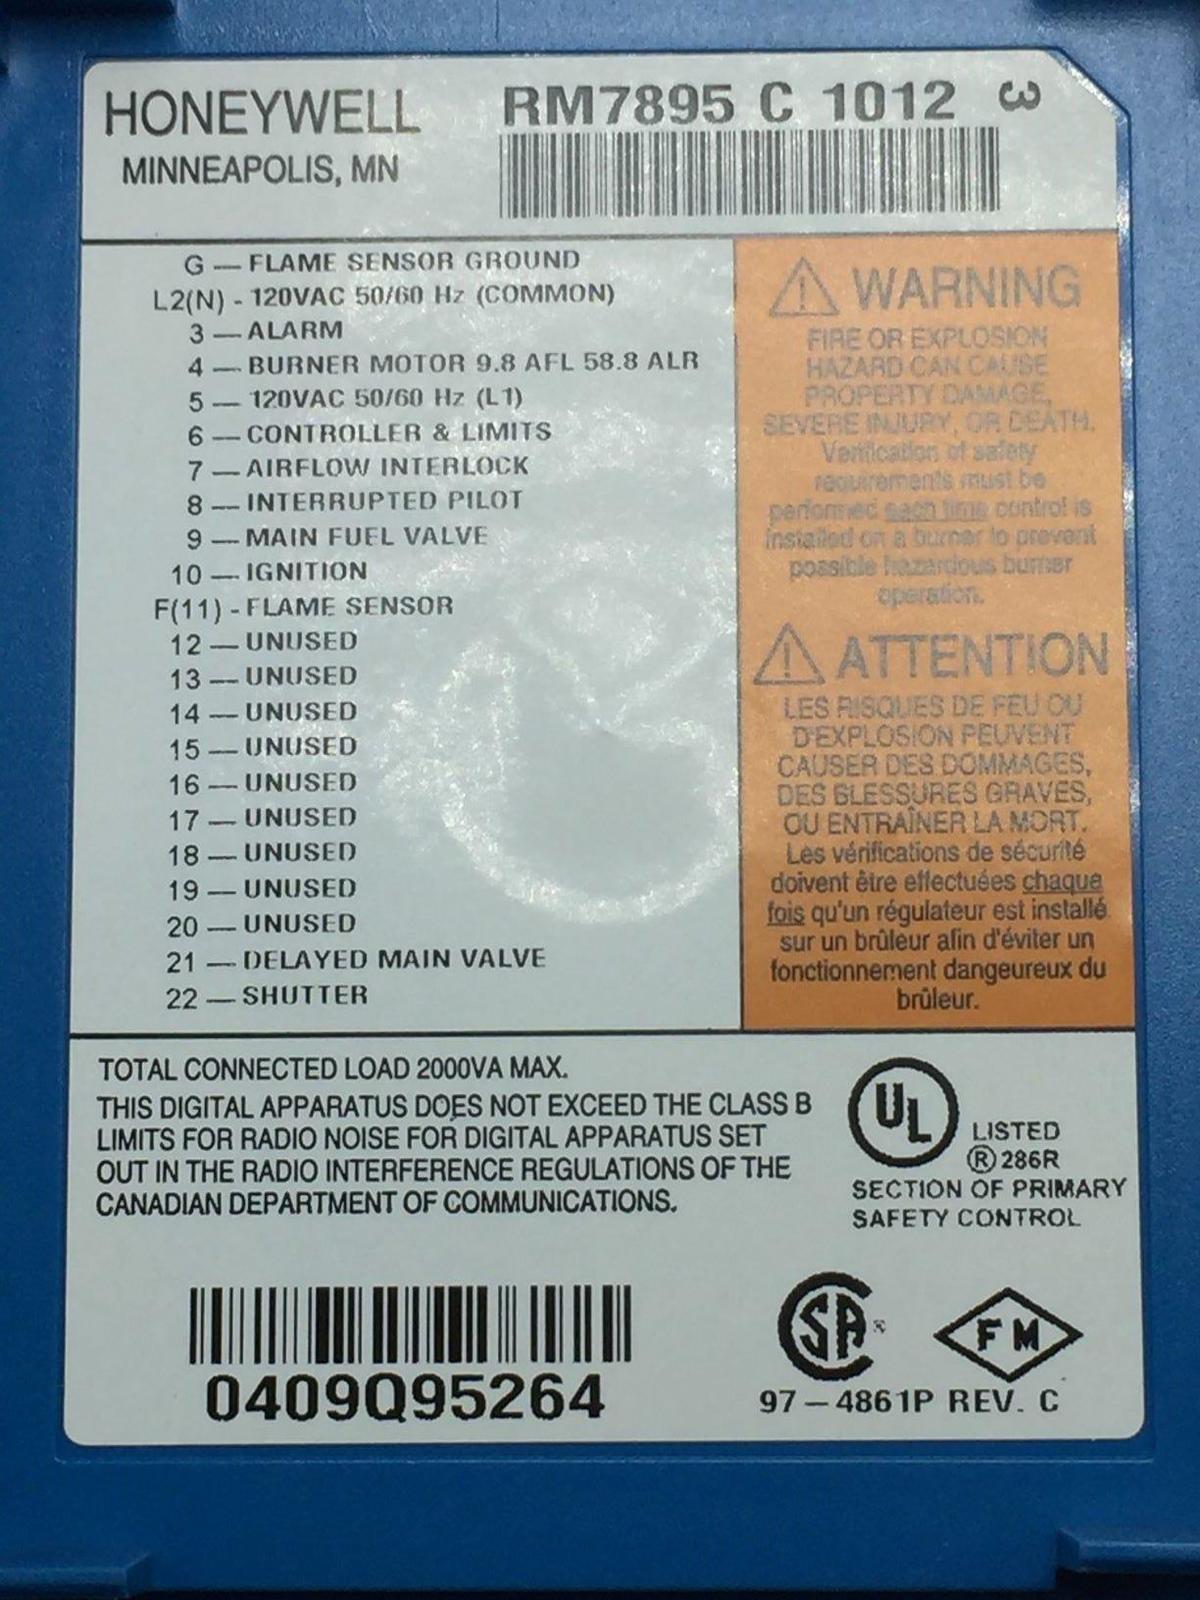 HONEYWELL
MINNEAPOLIS, MN
RM7895 C 1012
3
G — FLAME SENSOR GROUND
L2(N) - 120VAC 50/60 Hz (COMMON)
3 — ALARM
4 — BURNER MOTOR 9.8 AFL 58.8 ALR
5 — 120VAC 50/60 Hz (L1)
6 — CONTROLLER & LIMITS
7 — AIRFLOW INTERLOCK
8 — INTERRUPTED PILOT
9 — MAIN FUEL VALVE
10 — IGNITION
F(11) - FLAME SENSOR
12 — UNUSED
13 — UNUSED
14 — UNUSED
15 — UNUSED
16 — UNUSED
17 — UNUSED
18 — UNUSED
19 — UNUSED
20 — UNUSED
21 — DELAYED MAIN VALVE
22 — SHUTTER
WARNING
FIRE OR EXPLOSION
HAZARD CAN CAUSE
PROPERTY DAMAGE,
SEVERE INJURY, OR DEATH.
Verification of safety
requirements must be
performed each time control is
installed on a burner to prevent
possible hazardous burner
operation.
ATTENTION
LES RISQUES DE FEU OU
D'EXPLOSION PEUVENT
CAUSER DES DOMMAGES,
DES BLESSURES GRAVES,
OU ENTRAÎNER LA MORT.
Les vérifications de sécurité
doivent être effectuées chaque
fois qu'un régulateur est installé
sur un brûleur afin d'éviter un
fonctionnement dangeureux du
brûleur.
TOTAL CONNECTED LOAD 2000VA MAX.
THIS DIGITAL APPARATUS DOES NOT EXCEED THE CLASS B
LIMITS FOR RADIO NOISE FOR DIGITAL APPARATUS SET
OUT IN THE RADIO INTERFERENCE REGULATIONS OF THE
CANADIAN DEPARTMENT OF COMMUNICATIONS.
UL
LISTED
® 286R
SECTION OF PRIMARY
SAFETY CONTROL
0409Q95264
SA
FM
97-4861P REV. C